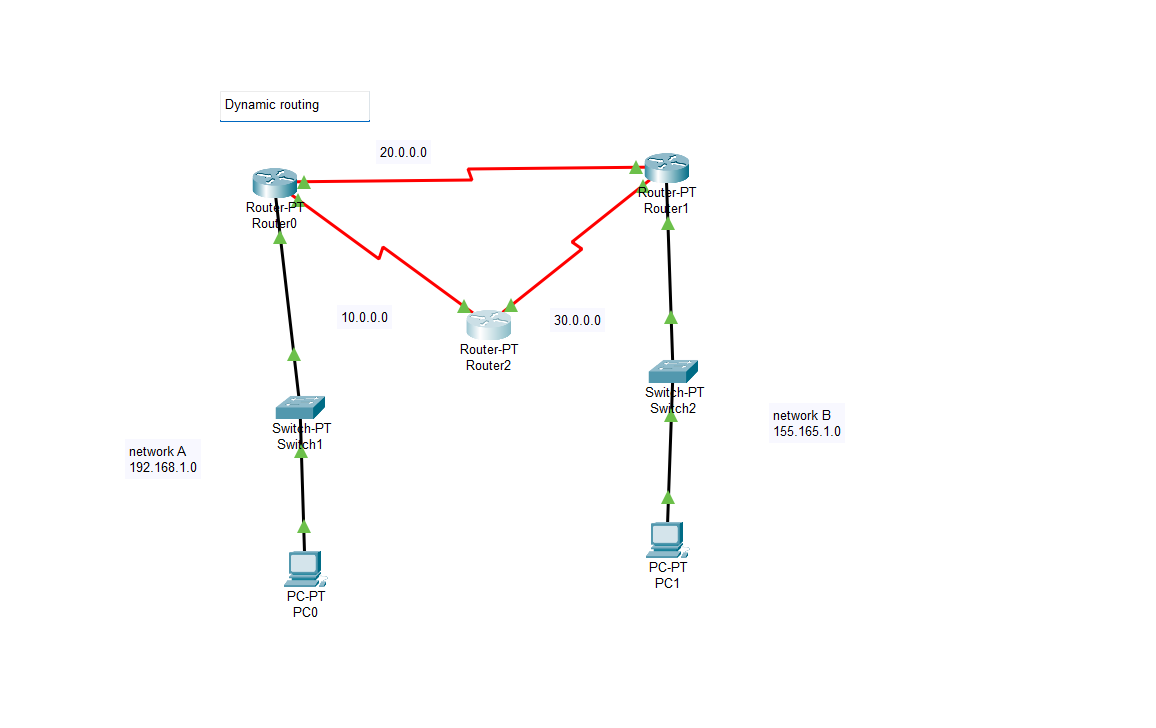 Dynamic routing
20.0.0.0
Router-PT
Router0
Router-PT
Router1
10.0.0.0
30.0.0.0
Router-PT
Router2
Switch-PT
Switch2
network B
155.165.1.0
Switch-PT
Switch1
network A
192.168.1.0
PC-PT
PC1
PC-PT
PC0